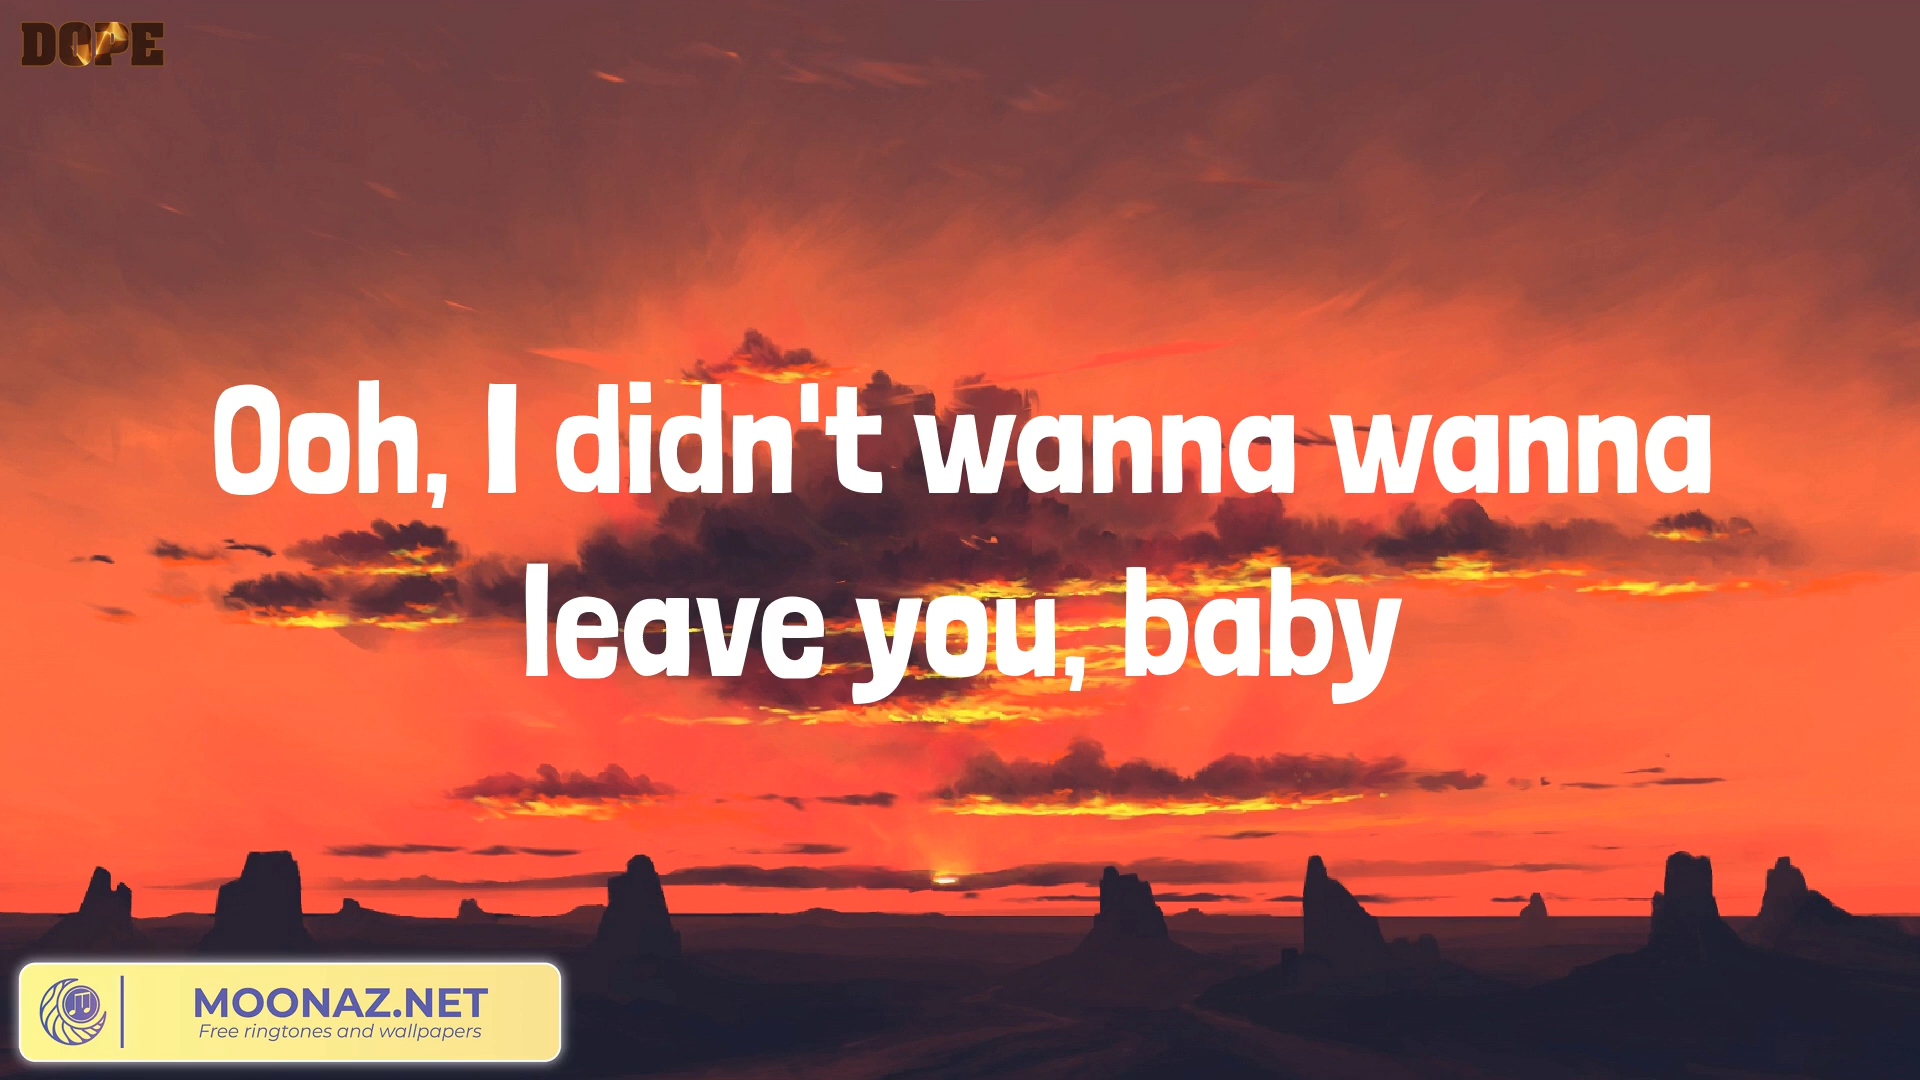 DOPE
Ooh, I didn't wanna wanna
leave you, baby
MOONAZ.NET
Free ringtones and wallpapers